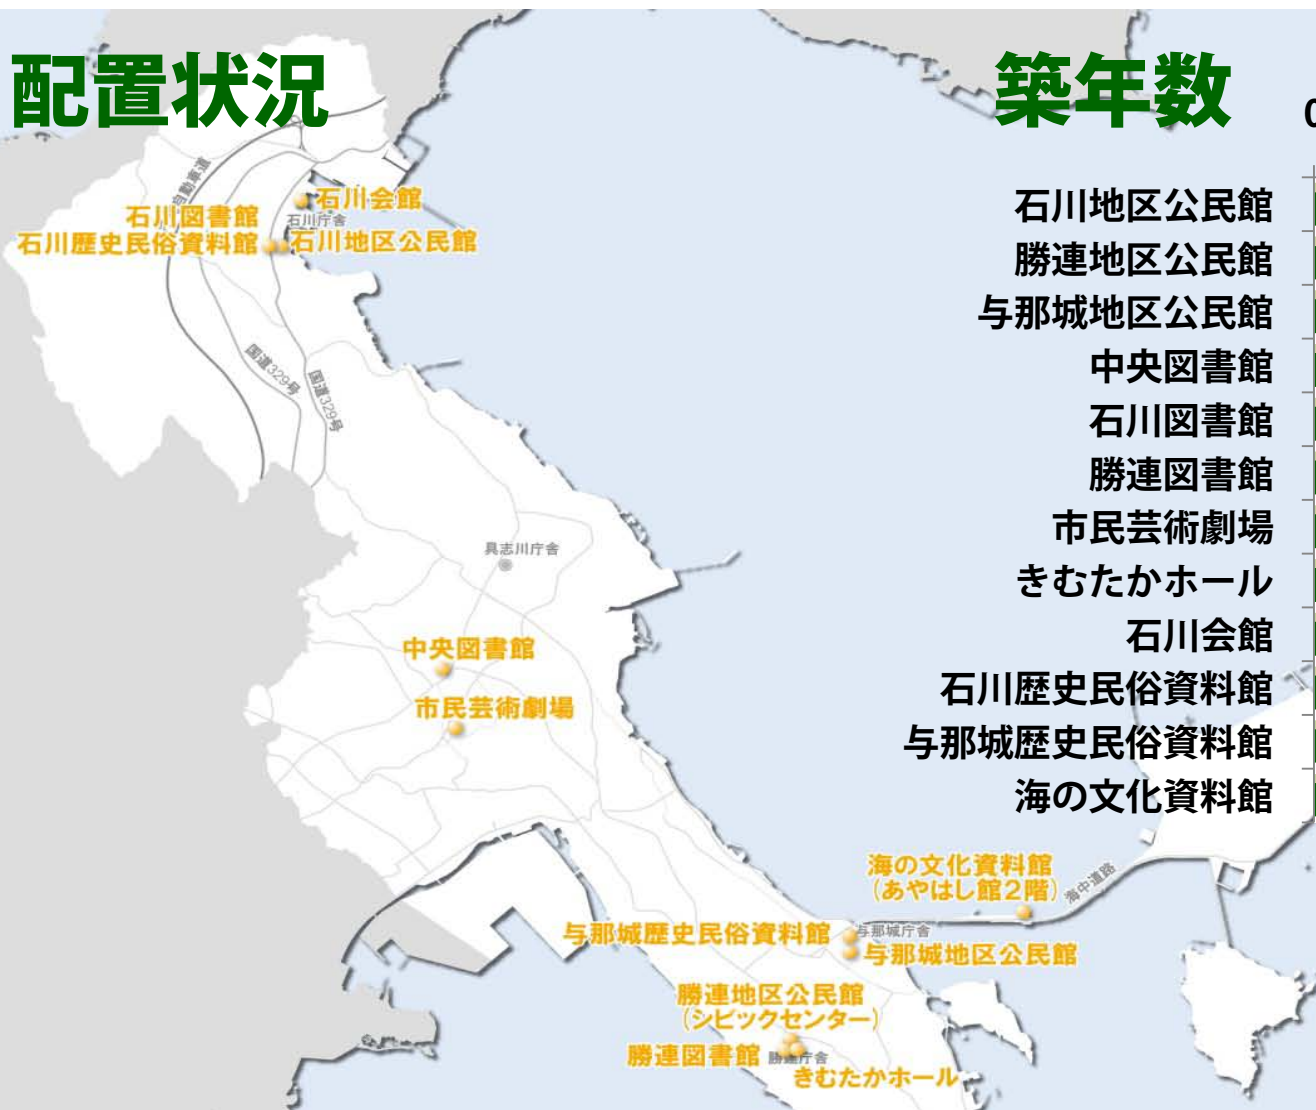 配置状況
自動車道
石川会館
石川庁舎
石川図書館
石川歴史民俗資料館
石川地区公民館
国道329号
国道329号
具志川庁舎
中央図書館
市民芸術劇場
海の文化資料館
(あやはし館2階)
海中道路
与那城歴史民俗資料館
与那城庁舎
与那城地区公民館
勝連地区公民館
(シビックセンター)
勝連図書館
勝連庁舎
きむたかホール
築年数
0
石川地区公民館
勝連地区公民館
与那城地区公民館
中央図書館
石川図書館
勝連図書館
市民芸術劇場
きむたかホール
石川会館
石川歴史民俗資料館
与那城歴史民俗資料館
海の文化資料館